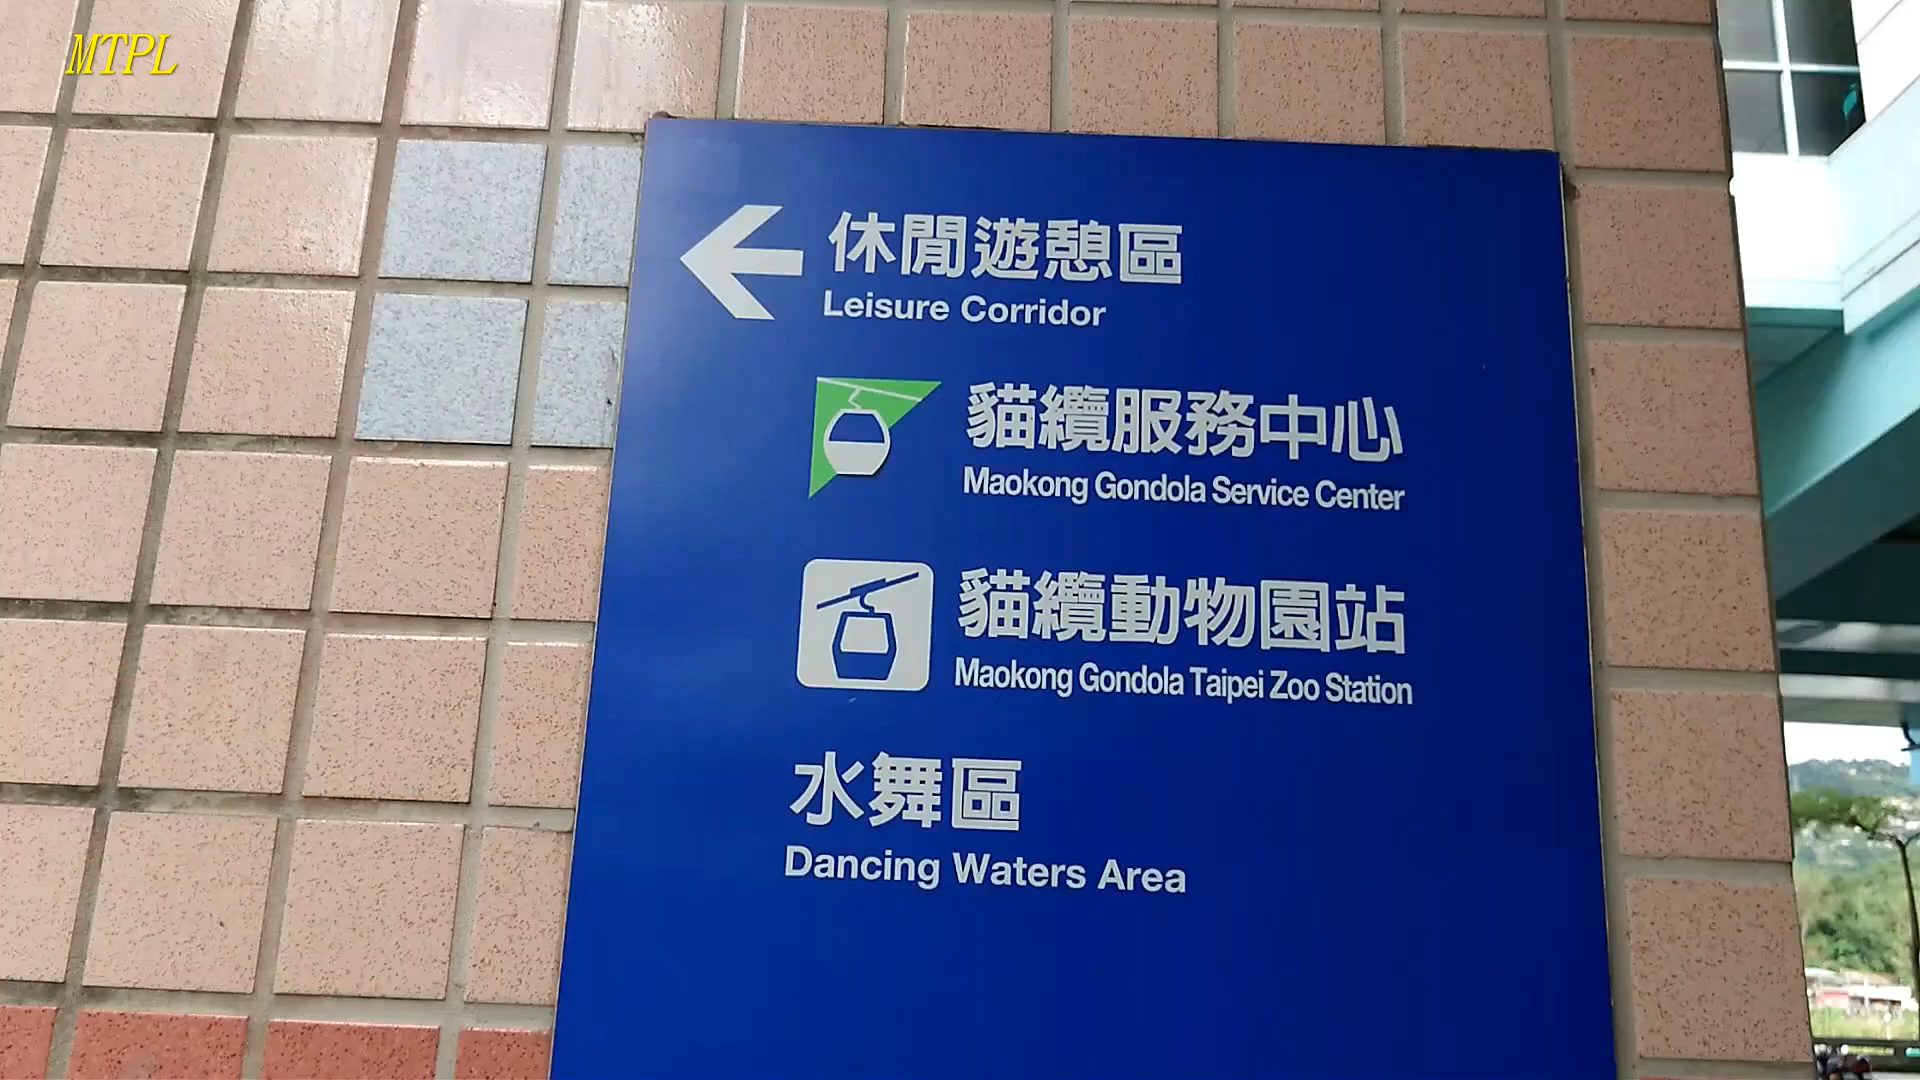 MTPL
休閒遊憩區
Leisure Corridor
貓纜服務中心
Maokong Gondola Service Center
貓纜動物園站
Maokong Gondola Taipei Zoo Station
水舞區
Dancing Waters Area